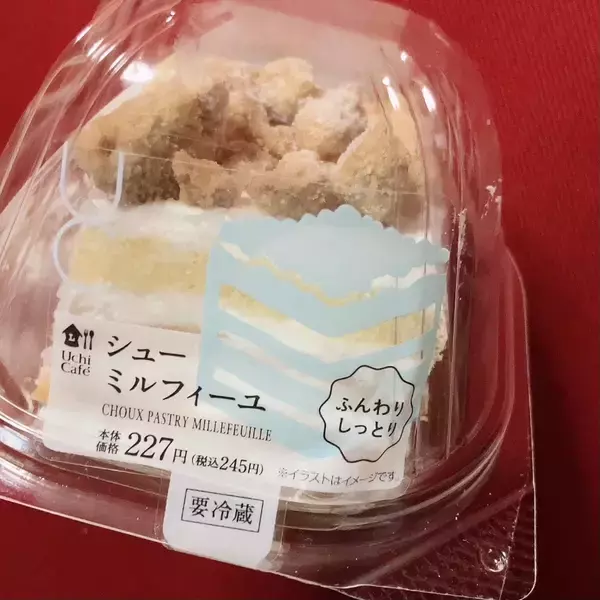 Uchi
Café
シュー
ミルフィーユ
CHOUX PASTRY MILLEFEUILLE
本体
価格 227円(税込245円)
ふんわり
しっとり
※イラストはイメージです。
要冷蔵